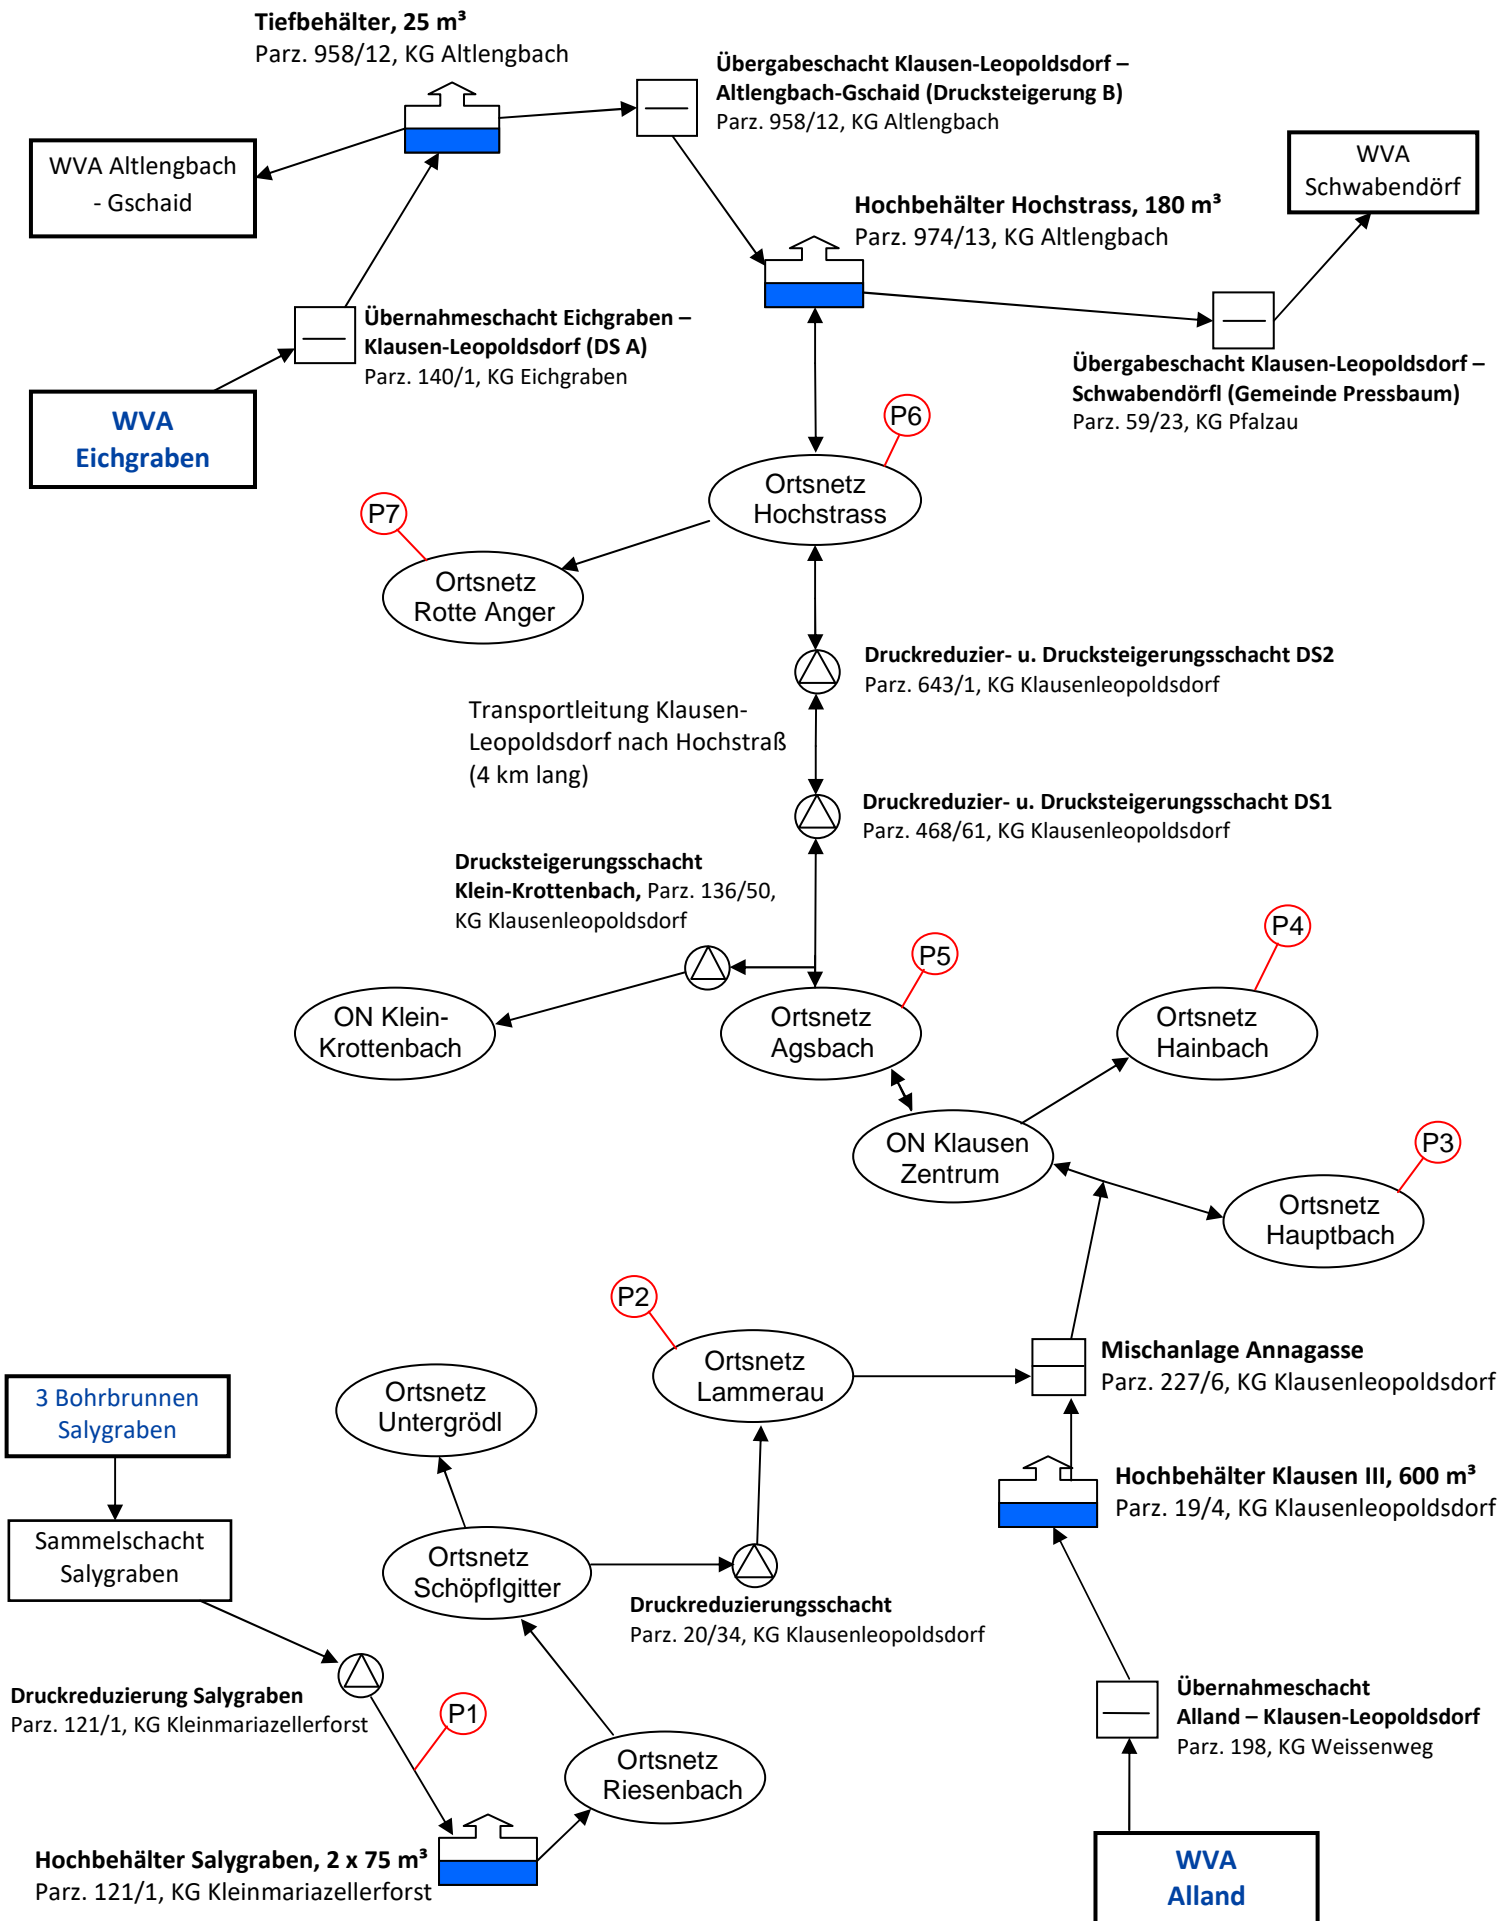 Tiefbehälter, 25 m³
Parz. 958/12, KG Altlengbach
Übergabeschacht Klausen-Leopoldsdorf –
Altlengbach-Gschaid (Drucksteigerung B)
Parz. 958/12, KG Altlengbach
WVA Altlengbach
- Gschaid
WVA
Schwabendörf
Hochbehälter Hochstrass, 180 m³
Parz. 974/13, KG Altlengbach
Übernahmeschacht Eichgraben –
Klausen-Leopoldsdorf (DS A)
Parz. 140/1, KG Eichgraben
Übergabeschacht Klausen-Leopoldsdorf –
Schwabendörfl (Gemeinde Pressbaum)
Parz. 59/23, KG Pfalzau
WVA
Eichgraben
P6
Ortsnetz
Hochstrass
P7
Ortsnetz
Rotte Anger
Druckreduzier- u. Drucksteigerungsschacht DS2
Parz. 643/1, KG Klausenleopoldsdorf
Transportleitung Klausen-
Leopoldsdorf nach Hochstraß
(4 km lang)
Druckreduzier- u. Drucksteigerungsschacht DS1
Parz. 468/61, KG Klausenleopoldsdorf
Drucksteigerungsschacht
Klein-Krottenbach, Parz. 136/50,
KG Klausenleopoldsdorf
P5
P4
ON Klein-
Krottenbach
Ortsnetz
Agsbach
Ortsnetz
Hainbach
ON Klausen
Zentrum
P3
Ortsnetz
Hauptbach
P2
Ortsnetz
Lammerau
Mischanlage Annagasse
Parz. 227/6, KG Klausenleopoldsdorf
3 Bohrbrunnen
Salygraben
Ortsnetz
Untergrödl
Hochbehälter Klausen III, 600 m³
Parz. 19/4, KG Klausenleopoldsdorf
Sammelschacht
Salygraben
Ortsnetz
Schöpflgitter
Druckreduzierungsschacht
Parz. 20/34, KG Klausenleopoldsdorf
Druckreduzierung Salygraben
Parz. 121/1, KG Kleinmariazellerforst
P1
Übernahmeschacht
Alland – Klausen-Leopoldsdorf
Parz. 198, KG Weissenweg
Ortsnetz
Riesenbach
Hochbehälter Salygraben, 2 x 75 m³
Parz. 121/1, KG Kleinmariazellerforst
WVA
Alland